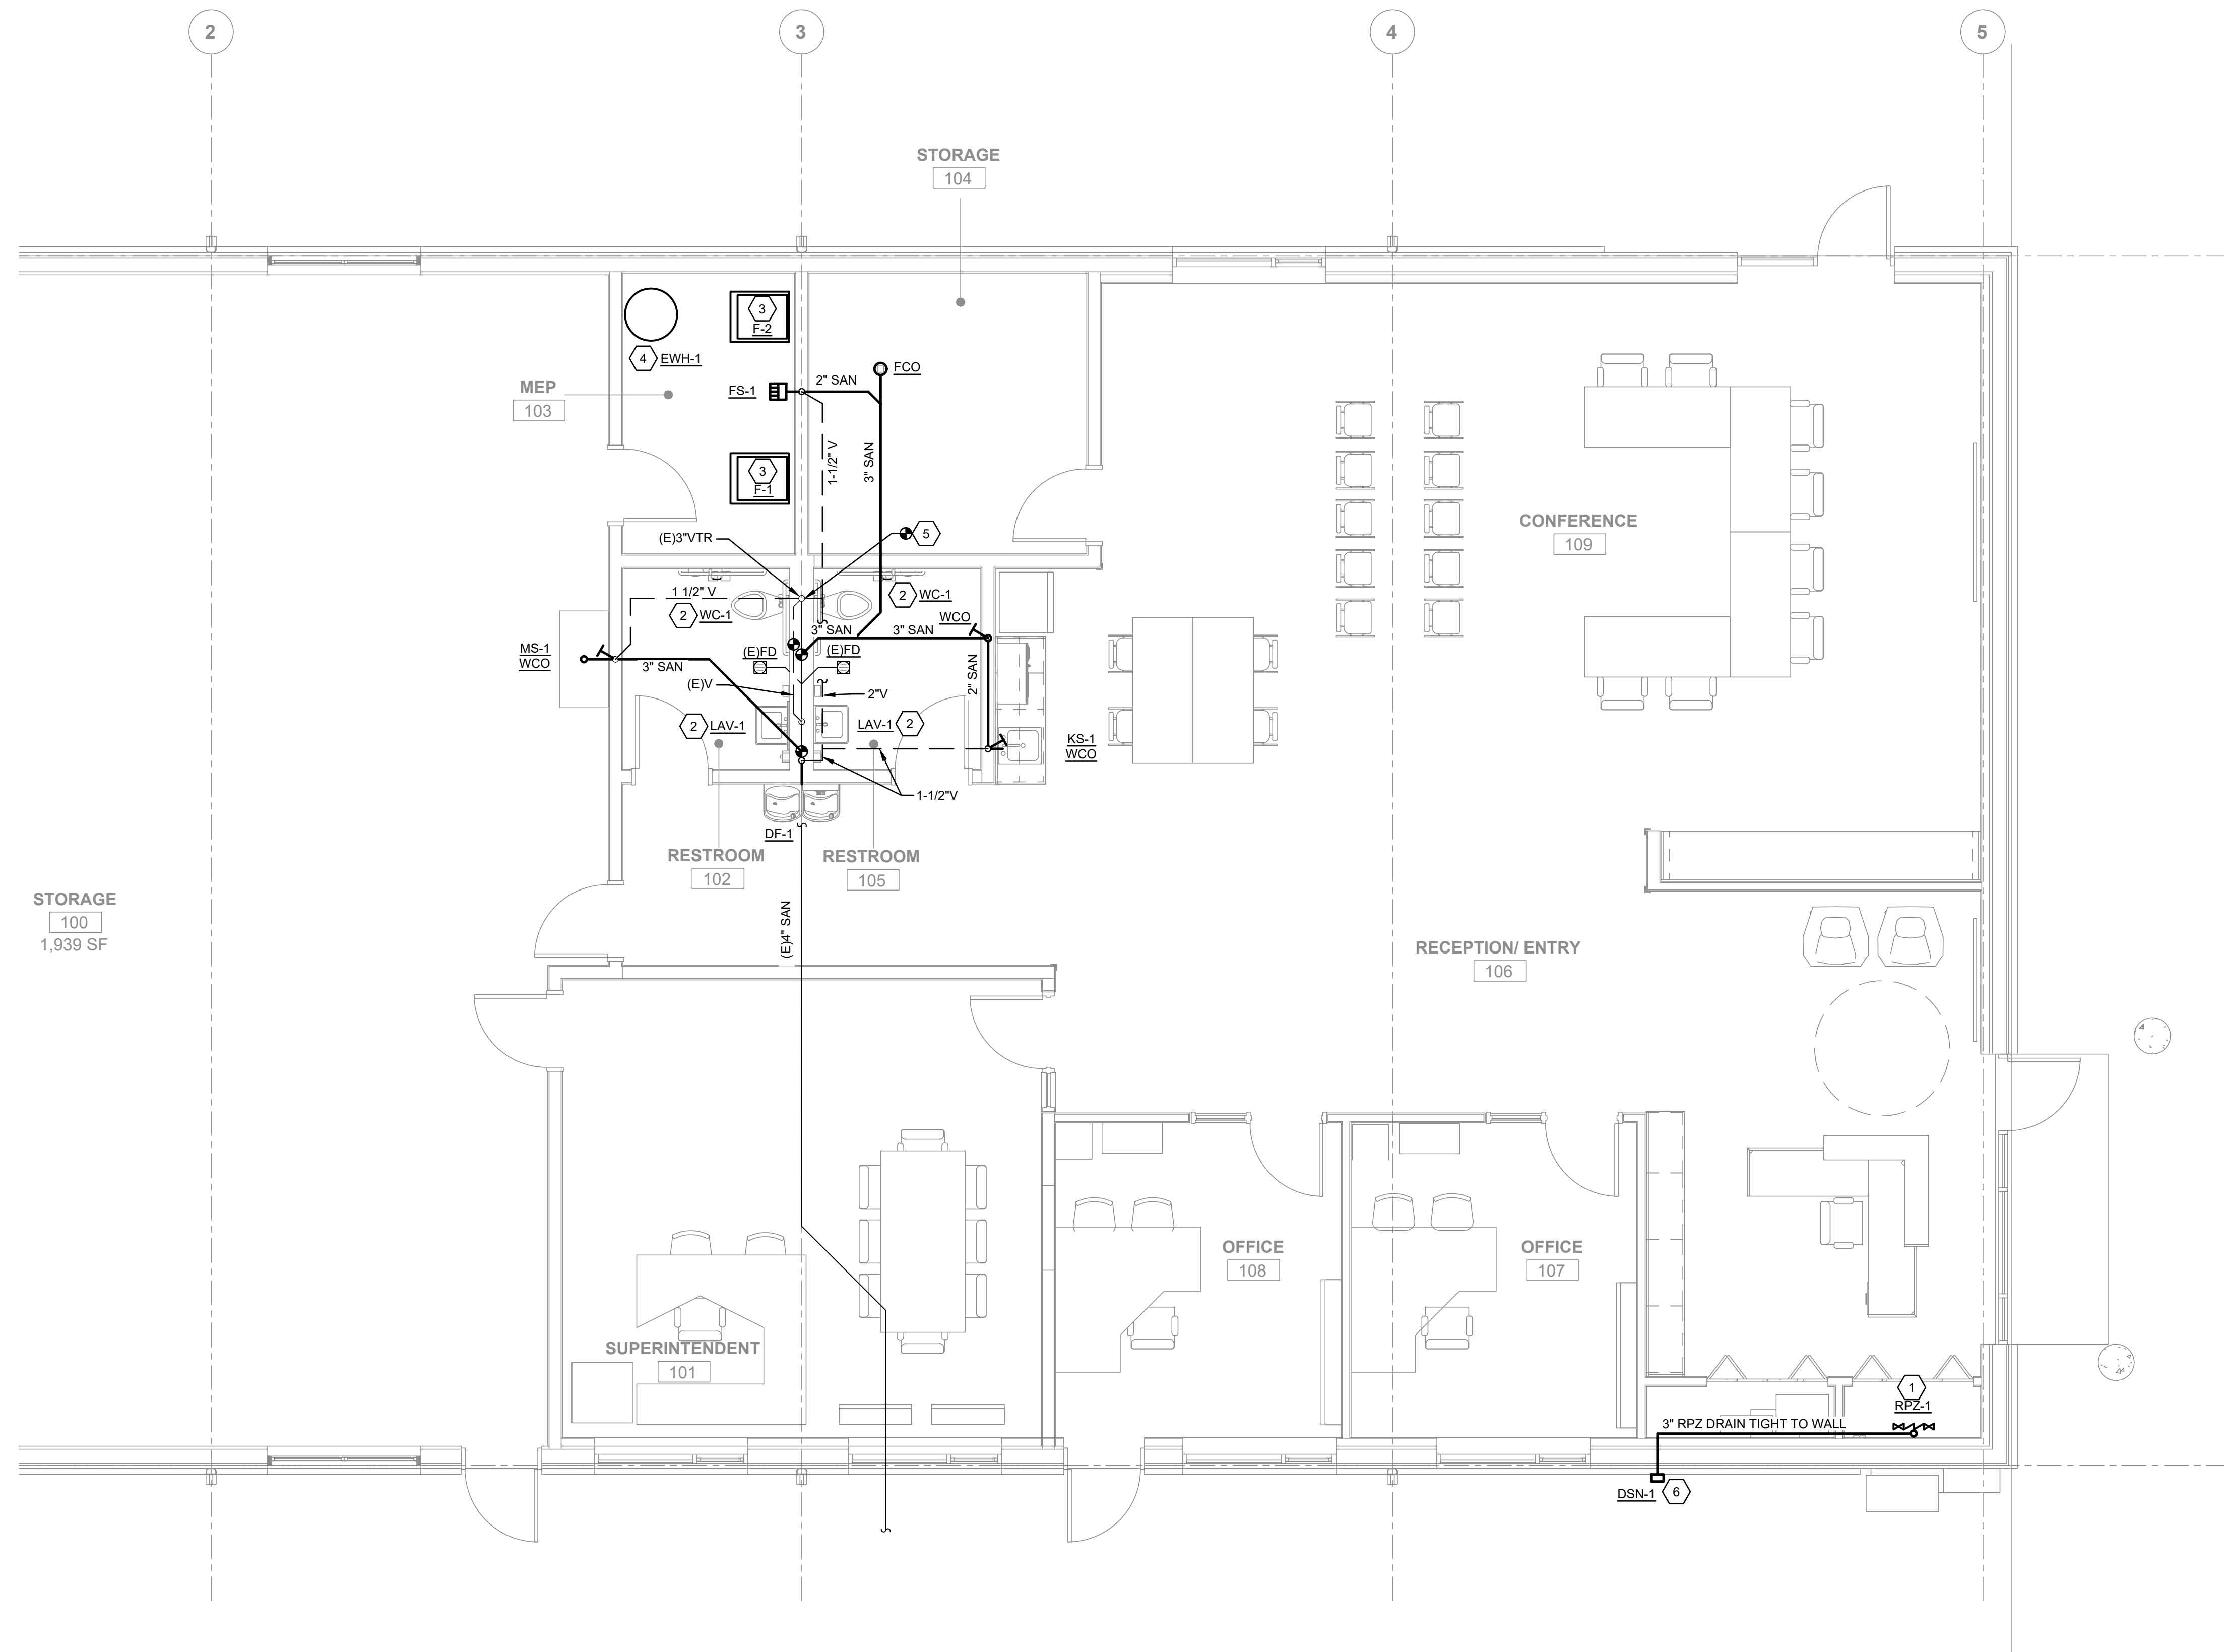 2
3
4
5
STORAGE
104
3
F-2
4
EWH-1
FCO
2" SAN
FS-1
MEP
103
1-1/2" V
3" SAN
3
F-1
CONFERENCE
109
(E)3"VTR
5
1 1/2" V
2
WC-1
2
WC-1
WCO
3" SAN
3" SAN
MS-1
WCO
3" SAN
(E)FD
(E)FD
2" SAN
(E)V
2"V
2
LAV-1
LAV-1
2
KS-1
WCO
1-1/2"V
DF-1
RESTROOM
102
RESTROOM
105
STORAGE
100
1,939 SF
(E)4" SAN
RECEPTION/ ENTRY
106
OFFICE
108
OFFICE
107
SUPERINTENDENT
101
1
RPZ-1
3" RPZ DRAIN TIGHT TO WALL
DSN-1
6